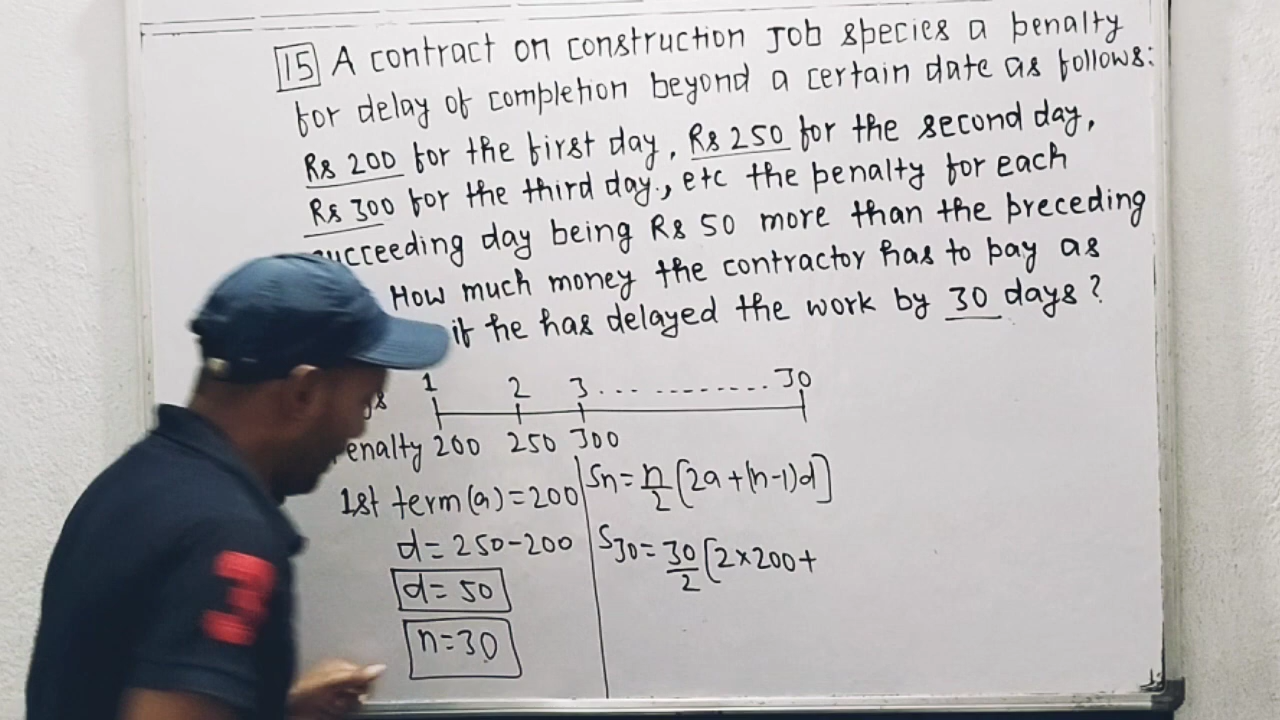 15 A contract on construction Job species a penalty
for delay of completion beyond a certain date as follows:
Rs 200 for the first day, Rs 250 for the second day,
Rs 300 for the third day., etc the penalty for each
ucceeding day being Rs 50 more than the preceding
How much money the contractor has to pay as
if he has delayed the work by 30 days?
1 2 3 .............. 30
enalty 200 250 300
1st term(a) = 200
d = 250-200
d = 50
n = 30
Sn = n/2 [2a + (n-1)d]
S30 = 30/2 [2×200+
3